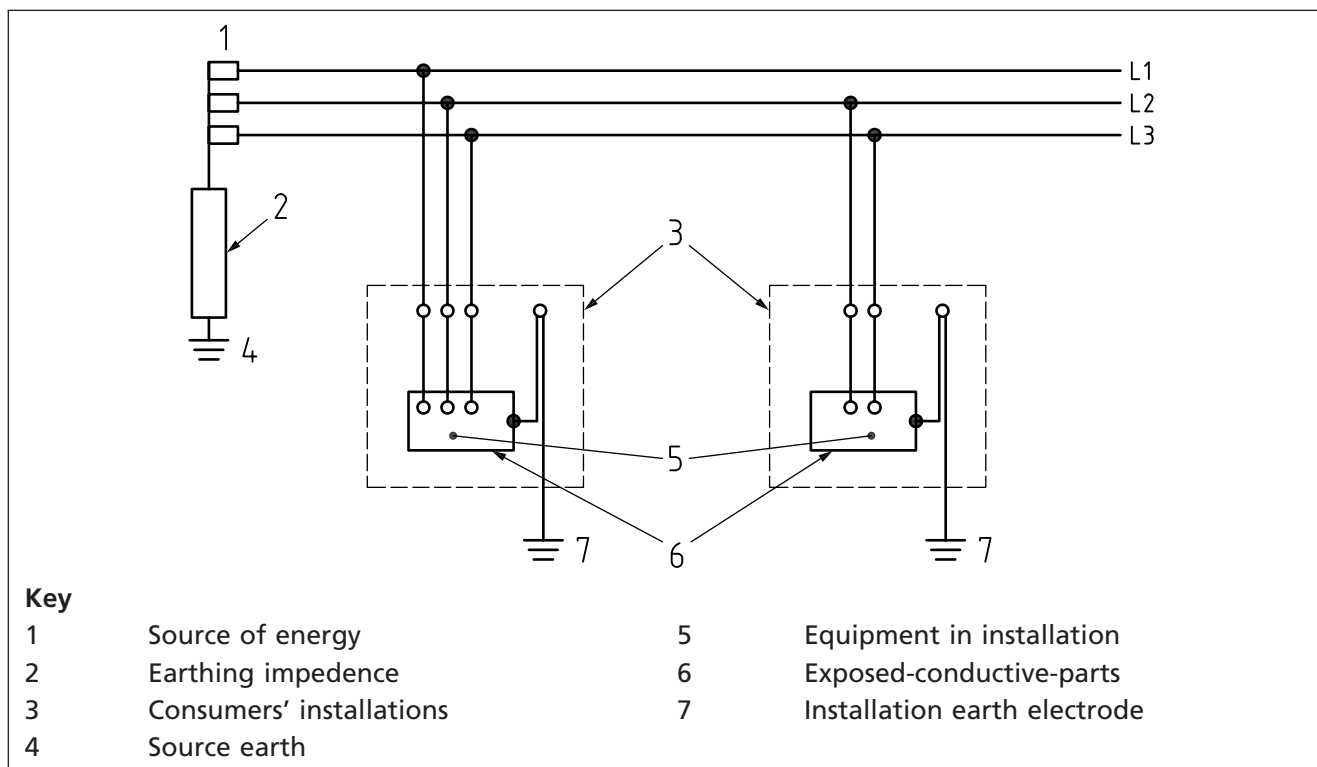 1
L1
L2
L3
2
3
4
5
6
7
7
Key
1 Source of energy
2 Earthing impedence
3 Consumers’ installations
4 Source earth
5 Equipment in installation
6 Exposed-conductive-parts
7 Installation earth electrode